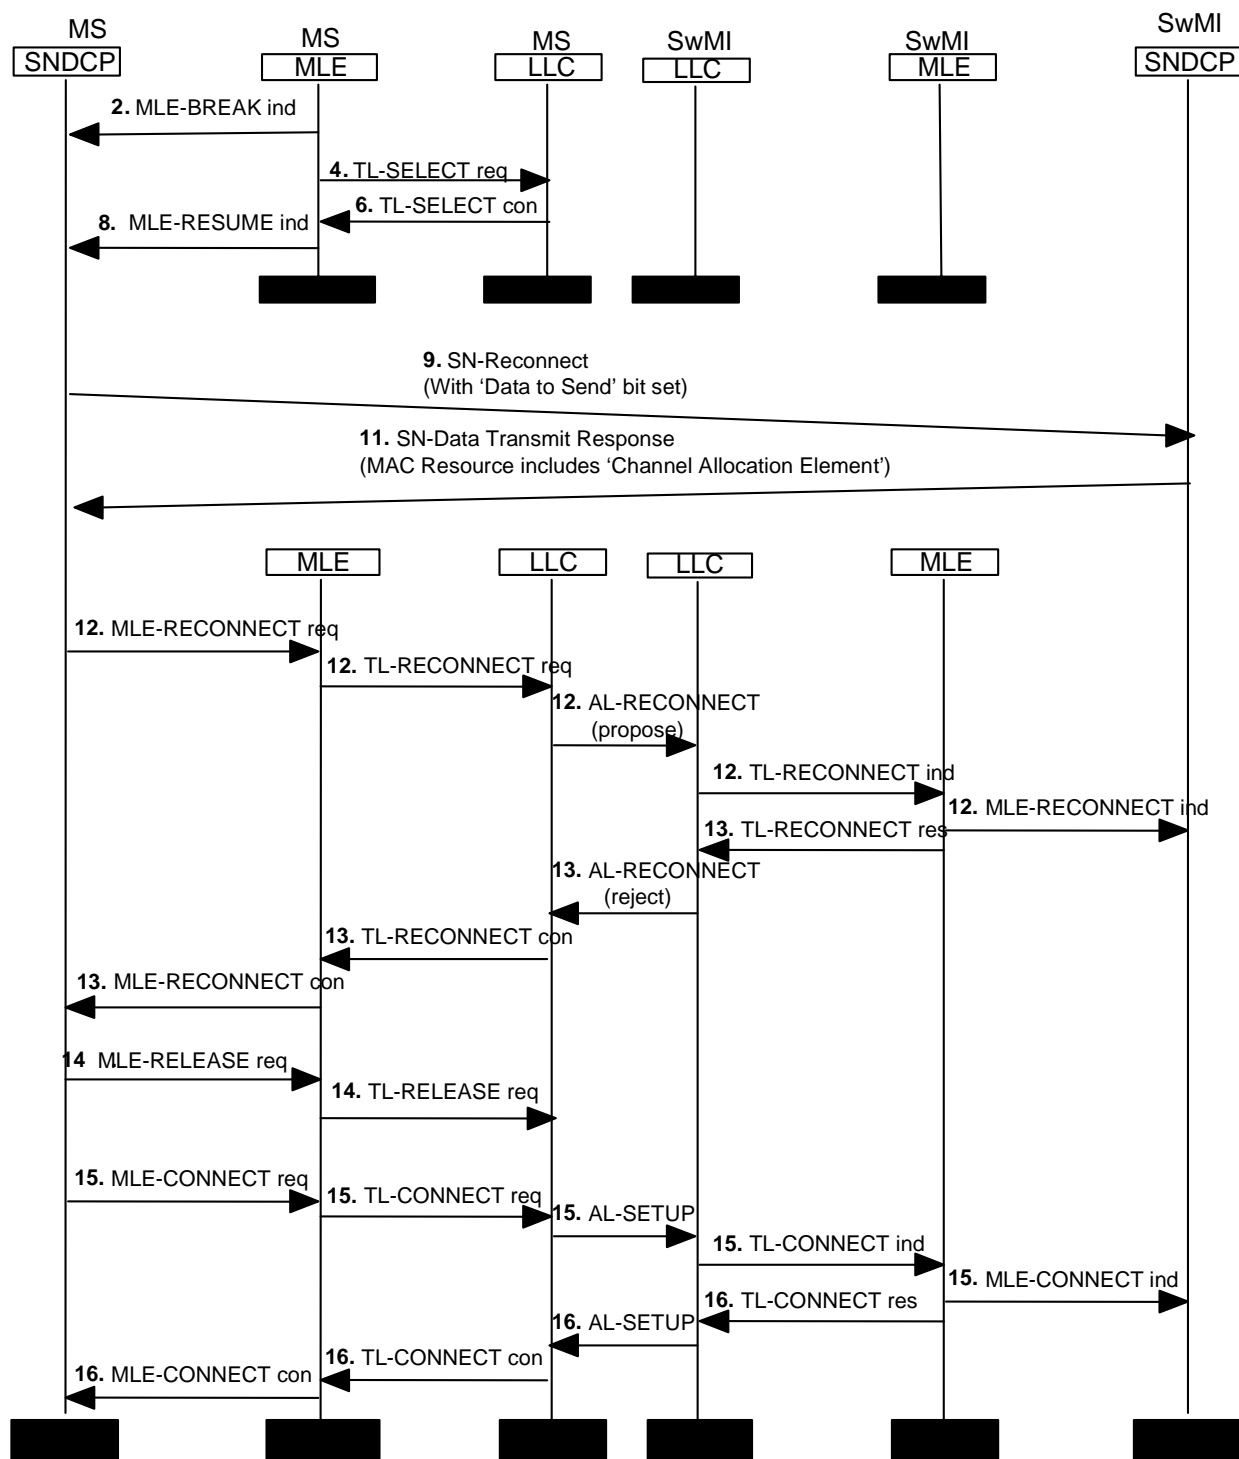 MS
MS
MS
SwMI
SwMI
SwMI
SNDCP
MLE
LLC
LLC
MLE
SNDCP
2. MLE-BREAK ind
4. TL-SELECT req
6. TL-SELECT con
8. MLE-RESUME ind
9. SN-Reconnect
(With ‘Data to Send’ bit set)
11. SN-Data Transmit Response
(MAC Resource includes ‘Channel Allocation Element’)
MLE
LLC
LLC
MLE
12. MLE-RECONNECT req
12. TL-RECONNECT req
12. AL-RECONNECT
(propose)
12. TL-RECONNECT ind
12. MLE-RECONNECT ind
13. TL-RECONNECT res
13. AL-RECONNECT
(reject)
13. TL-RECONNECT con
13. MLE-RECONNECT con
14 MLE-RELEASE req
14. TL-RELEASE req
15. MLE-CONNECT req
15. TL-CONNECT req
15. AL-SETUP
15. TL-CONNECT ind
15. MLE-CONNECT ind
16. TL-CONNECT res
16. AL-SETUP
16. TL-CONNECT con
16. MLE-CONNECT con